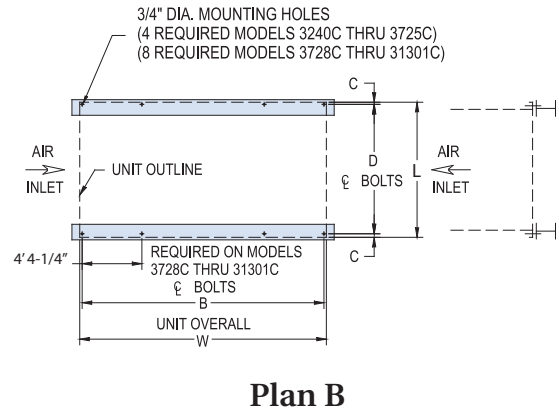 3/4" DIA. MOUNTING HOLES
(4 REQUIRED MODELS 3240C THRU 3725C)
(8 REQUIRED MODELS 3728C THRU 31301C)
C
AIR
INLET
UNIT OUTLINE
D
℄ BOLTS
L
AIR
INLET
C
4' 4-1/4"
REQUIRED ON MODELS
3728C THRU 31301C
℄ BOLTS
B
UNIT OVERALL
W
Plan B